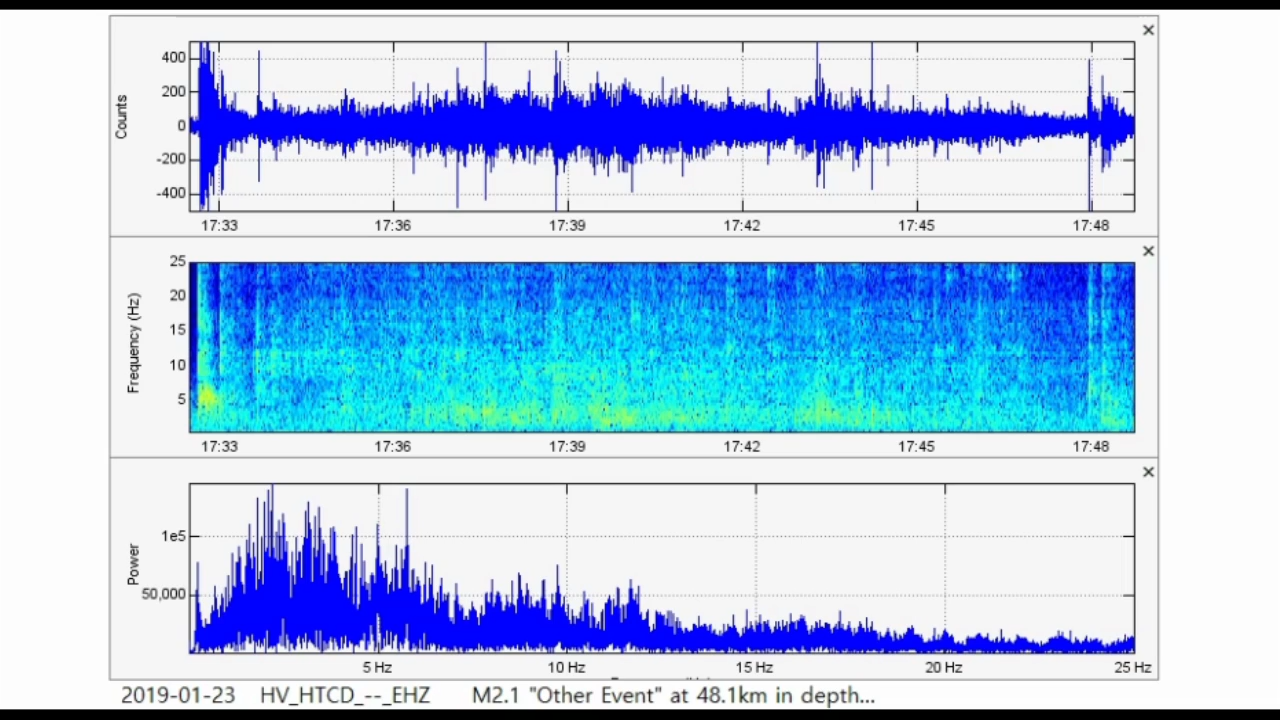 ×
400
200
0
-200
-400
Counts
17:33 17:36 17:39 17:42 17:45 17:48
×
25
20
15
10
5
Frequency (Hz)
17:33 17:36 17:39 17:42 17:45 17:48
×
1e5
50,000
Power
5 Hz 10 Hz 15 Hz 20 Hz 25 Hz
2019-01-23 HV_HTCD_--_EHZ M2.1 "Other Event" at 48.1km in depth...